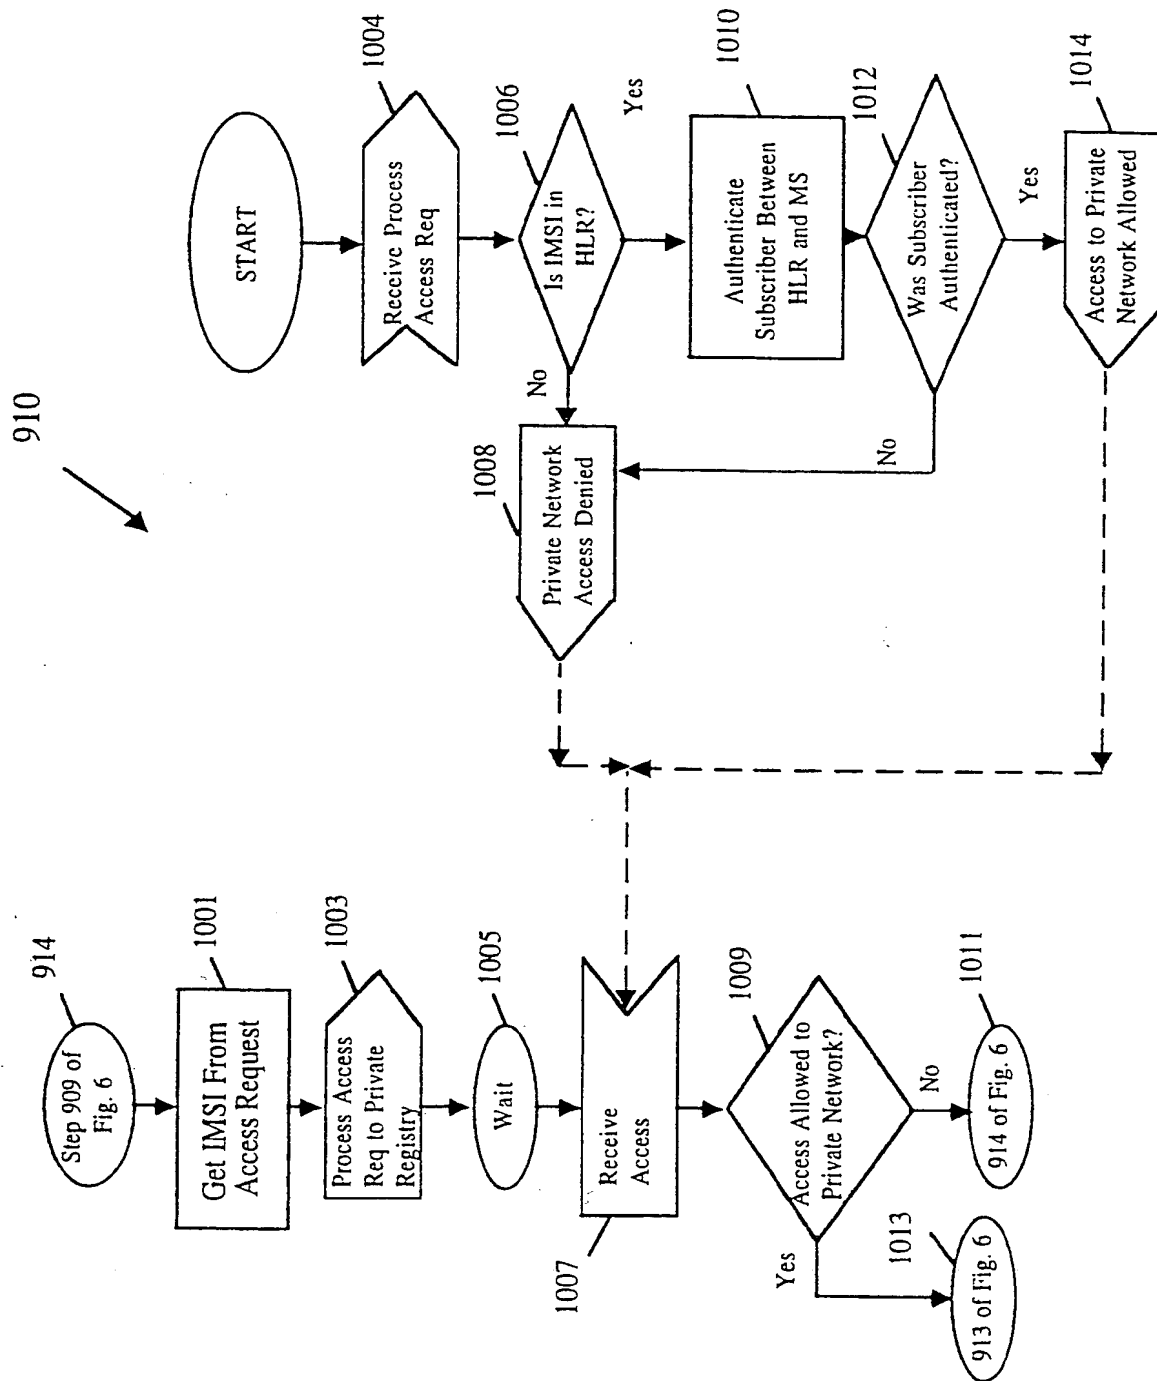 910
914
Step 909 of
Fig. 6
1001
Get IMSI From
Access Request
1003
Process Access
Req to Private
Registry
1005
Wait
Receive
Access
1007
1009
Access Allowed to
Private Network?
Yes
No
1013
913 of Fig. 6
1011
914 of Fig. 6
START
1004
Receive Process
Access Req
1006
Is IMSI in
HLR?
No
Yes
1008
Private Network
Access Denied
1010
Authenticate
Subscriber Between
HLR and MS
1012
Was Subscriber
Authenticated?
No
Yes
1014
Access to Private
Network Allowed